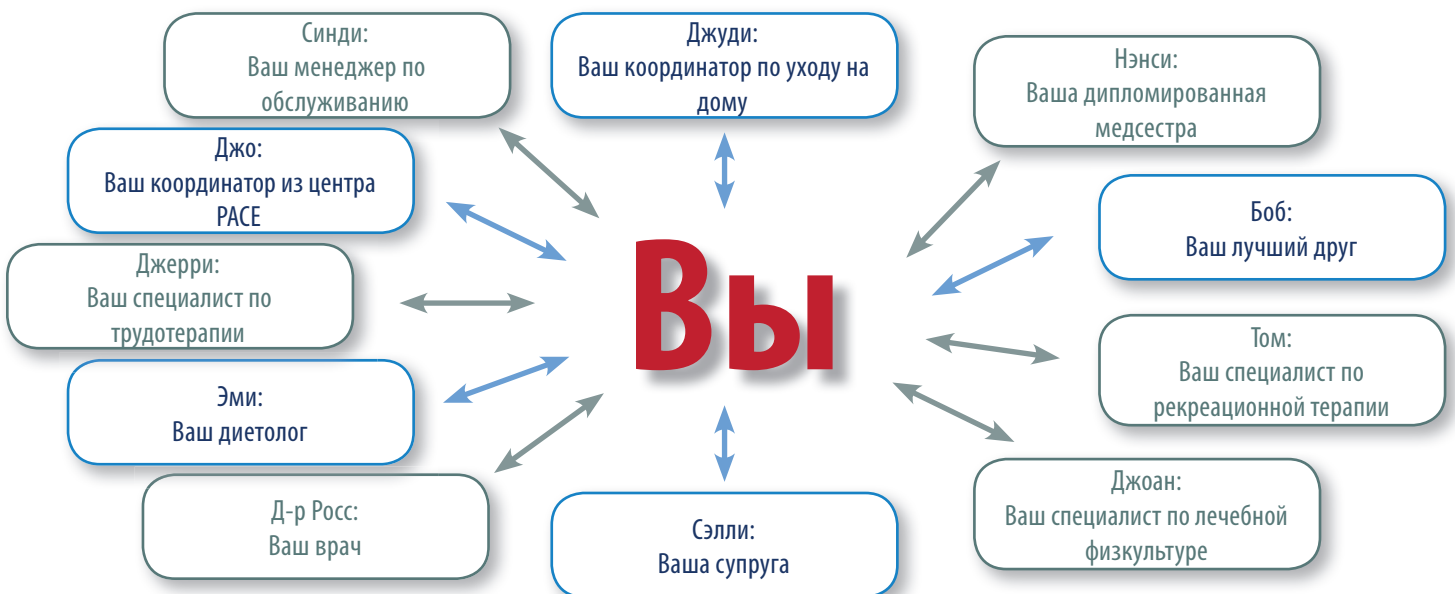 Синди:
Ваш менеджер по
обслуживанию
Джуди:
Ваш координатор по уходу на
дому
Нэнси:
Ваша дипломированная
медсестра
Джо:
Ваш координатор из центра
PACE
Боб:
Ваш лучший друг
Джерри:
Ваш специалист по
трудотерапии
Вы
Том:
Ваш специалист по
рекреационной терапии
Эми:
Ваш диетолог
Д-р Росс:
Ваш врач
Сэлли:
Ваша супруга
Джоан:
Ваш специалист по лечебной
физкультуре